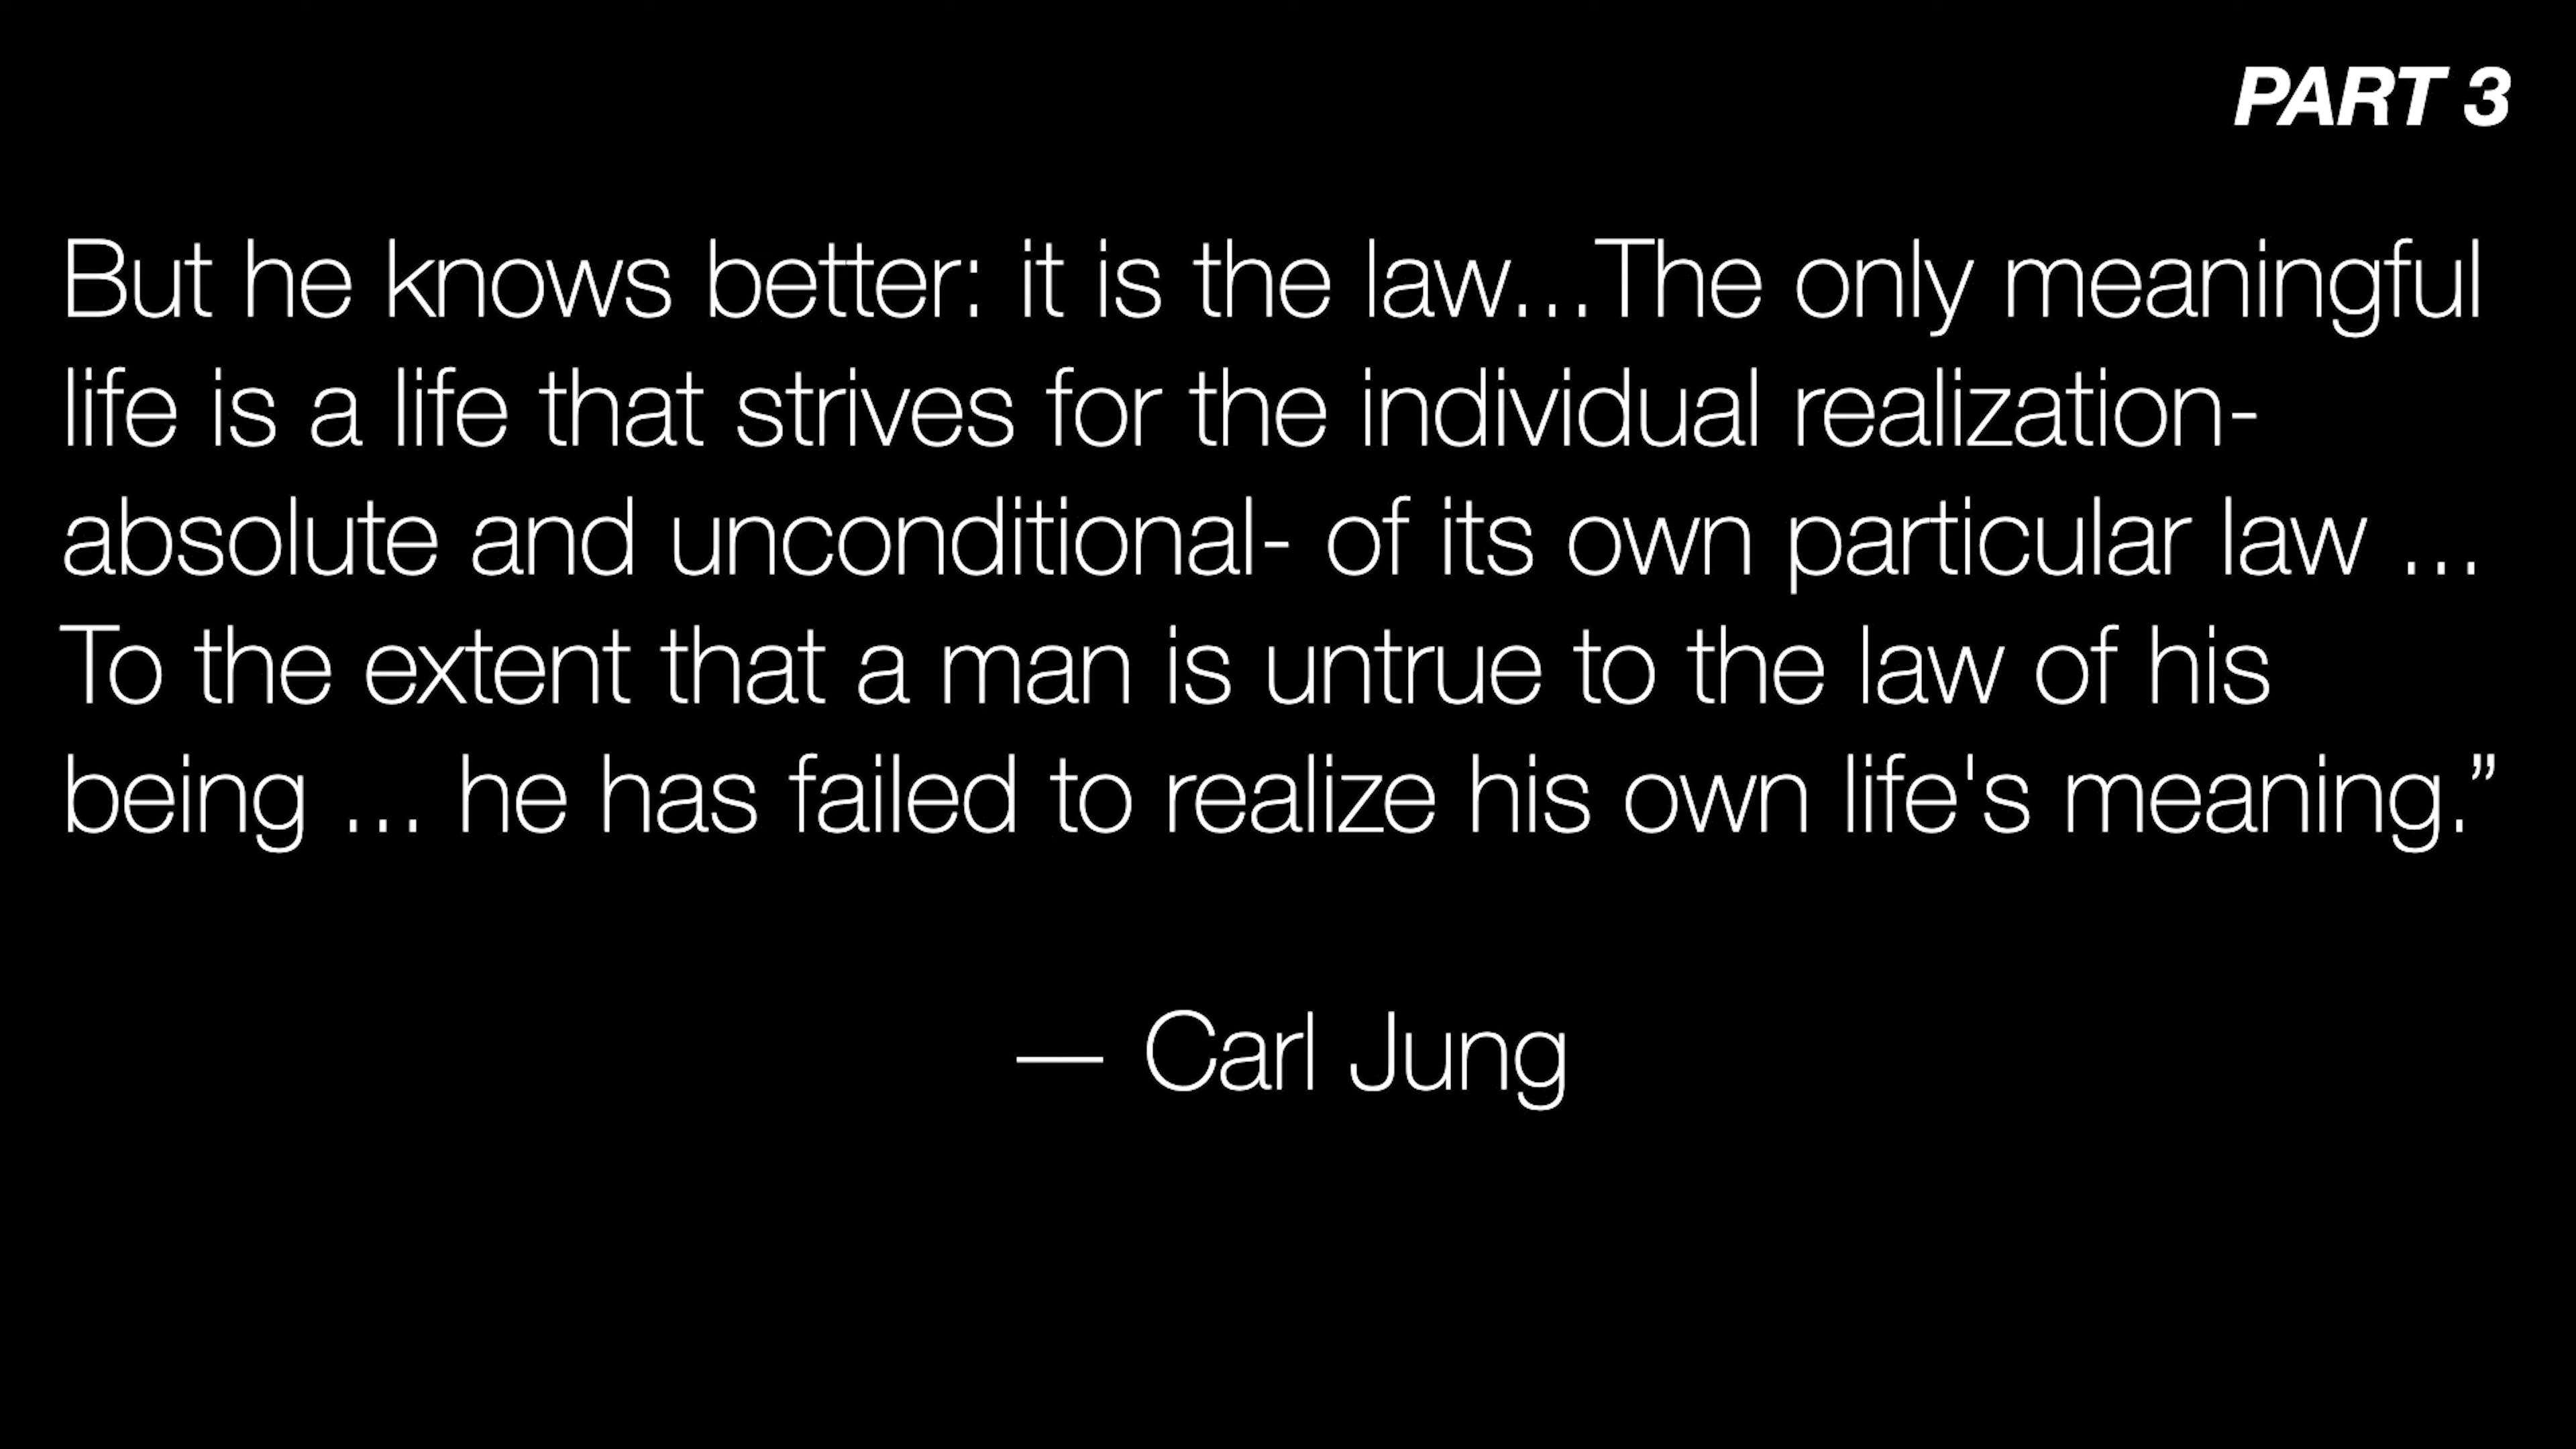 PART 3
But he knows better: it is the law...The only meaningful
life is a life that strives for the individual realization-
absolute and unconditional- of its own particular law ...
To the extent that a man is untrue to the law of his
being ... he has failed to realize his own life's meaning.”
— Carl Jung